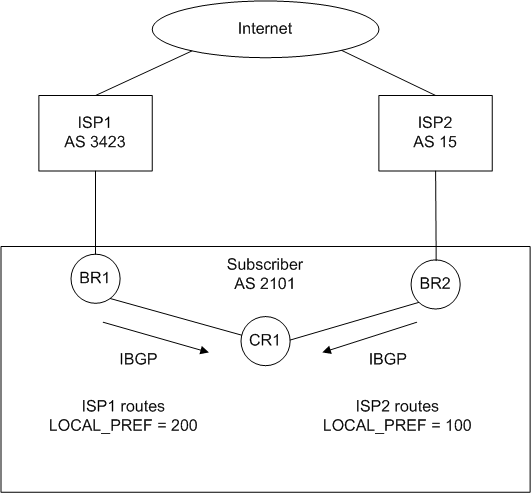 Internet
ISP1
AS 3423
ISP2
AS 15
BR1
Subscriber
AS 2101
BR2
CR1
IBGP
IBGP
ISP1 routes
LOCAL_PREF = 200
ISP2 routes
LOCAL_PREF = 100